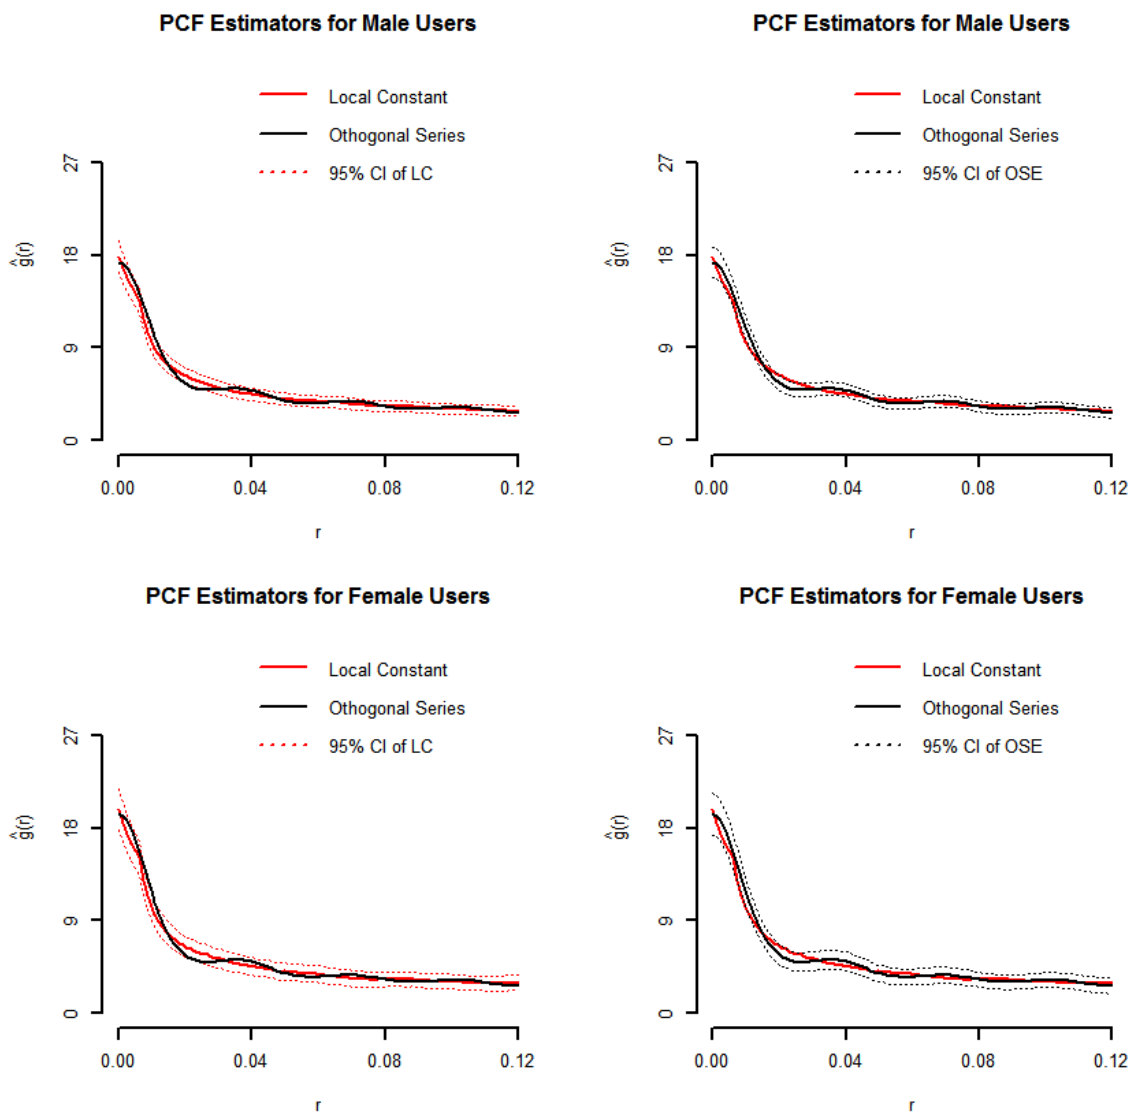 PCF Estimators for Male Users
Local Constant
Othogonal Series
95% CI of LC
27
18
9
0
ĝ(r)
0.00 0.04 0.08 0.12
r
PCF Estimators for Male Users
Local Constant
Othogonal Series
95% CI of OSE
27
18
9
0
ĝ(r)
0.00 0.04 0.08 0.12
r
PCF Estimators for Female Users
Local Constant
Othogonal Series
95% CI of LC
27
18
9
0
ĝ(r)
0.00 0.04 0.08 0.12
r
PCF Estimators for Female Users
Local Constant
Othogonal Series
95% CI of OSE
27
18
9
0
ĝ(r)
0.00 0.04 0.08 0.12
r